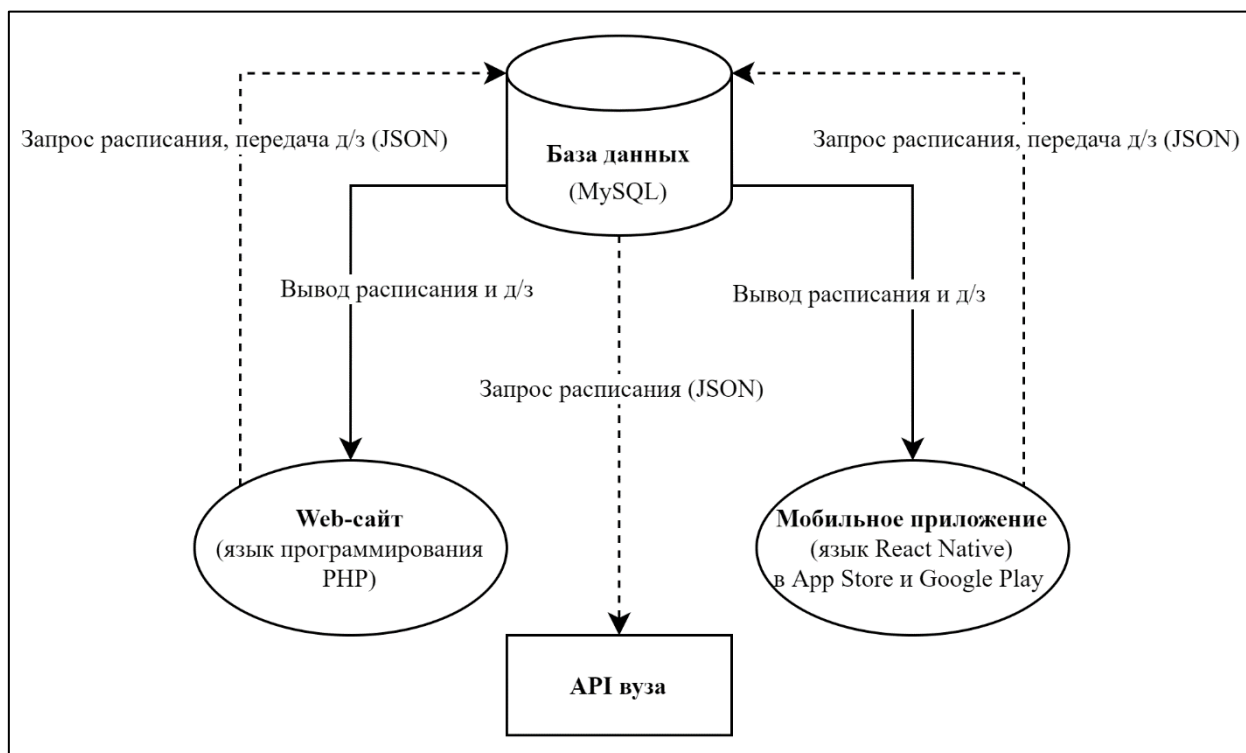 Запрос расписания, передача д/з (JSON)
База данных
(MySQL)
Запрос расписания, передача д/з (JSON)
Вывод расписания и д/з
Вывод расписания и д/з
Запрос расписания (JSON)
Web-сайт
(язык программирования
PHP)
Мобильное приложение
(язык React Native)
в App Store и Google Play
API вуза